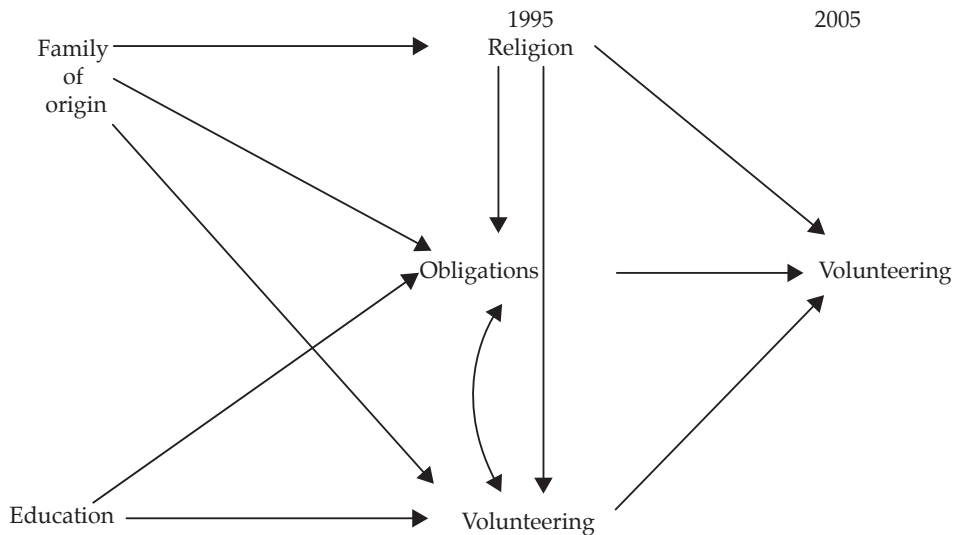 1995
2005
Family
of
origin
Religion
Obligations
Volunteering
Education
Volunteering